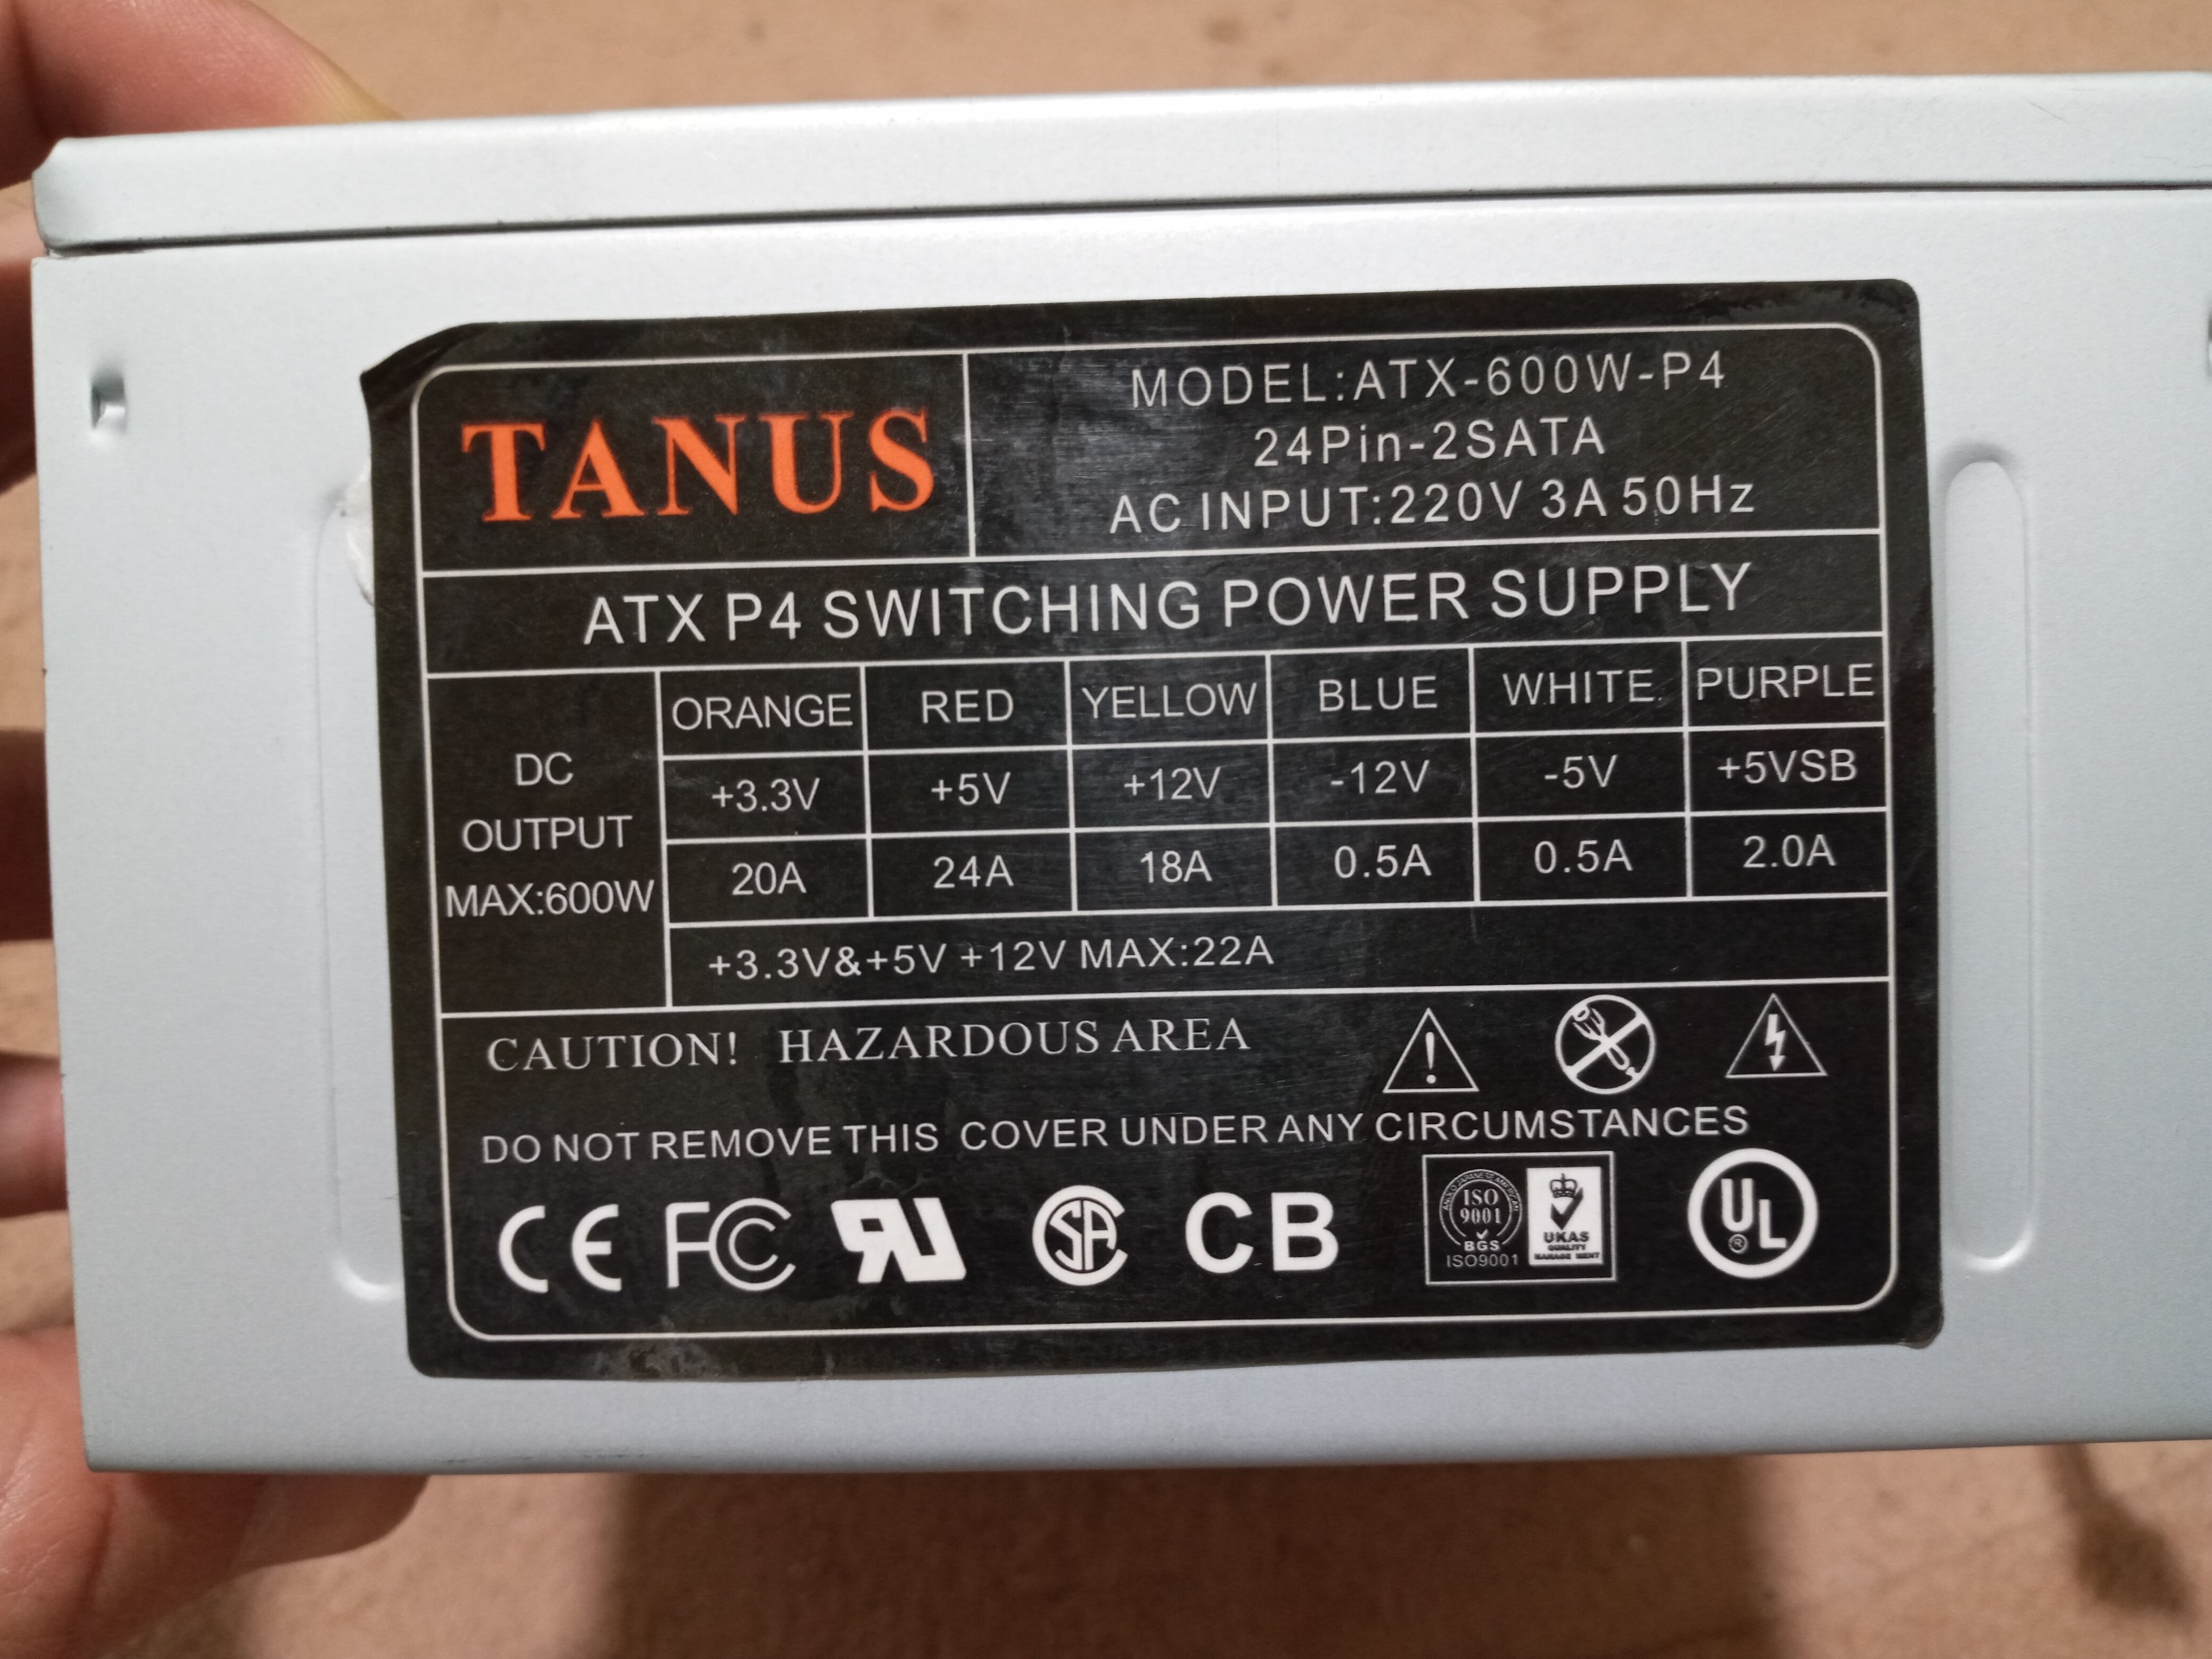 TANUS
MODEL:ATX-600W-P4
24Pin-2SATA
AC INPUT:220V 3A 50Hz
ATX P4 SWITCHING POWER SUPPLY
DC OUTPUT MAX:600W
ORANGE RED YELLOW BLUE WHITE PURPLE
+3.3V +5V +12V -12V -5V +5VSB
20A 24A 18A 0.5A 0.5A 2.0A
+3.3V&+5V +12V MAX:22A
CAUTION! HAZARDOUS AREA
DO NOT REMOVE THIS COVER UNDER ANY CIRCUMSTANCES
CE FC RU SA CB
ISO
9001
BGS
ISO9001
UKAS
QUALITY
UL